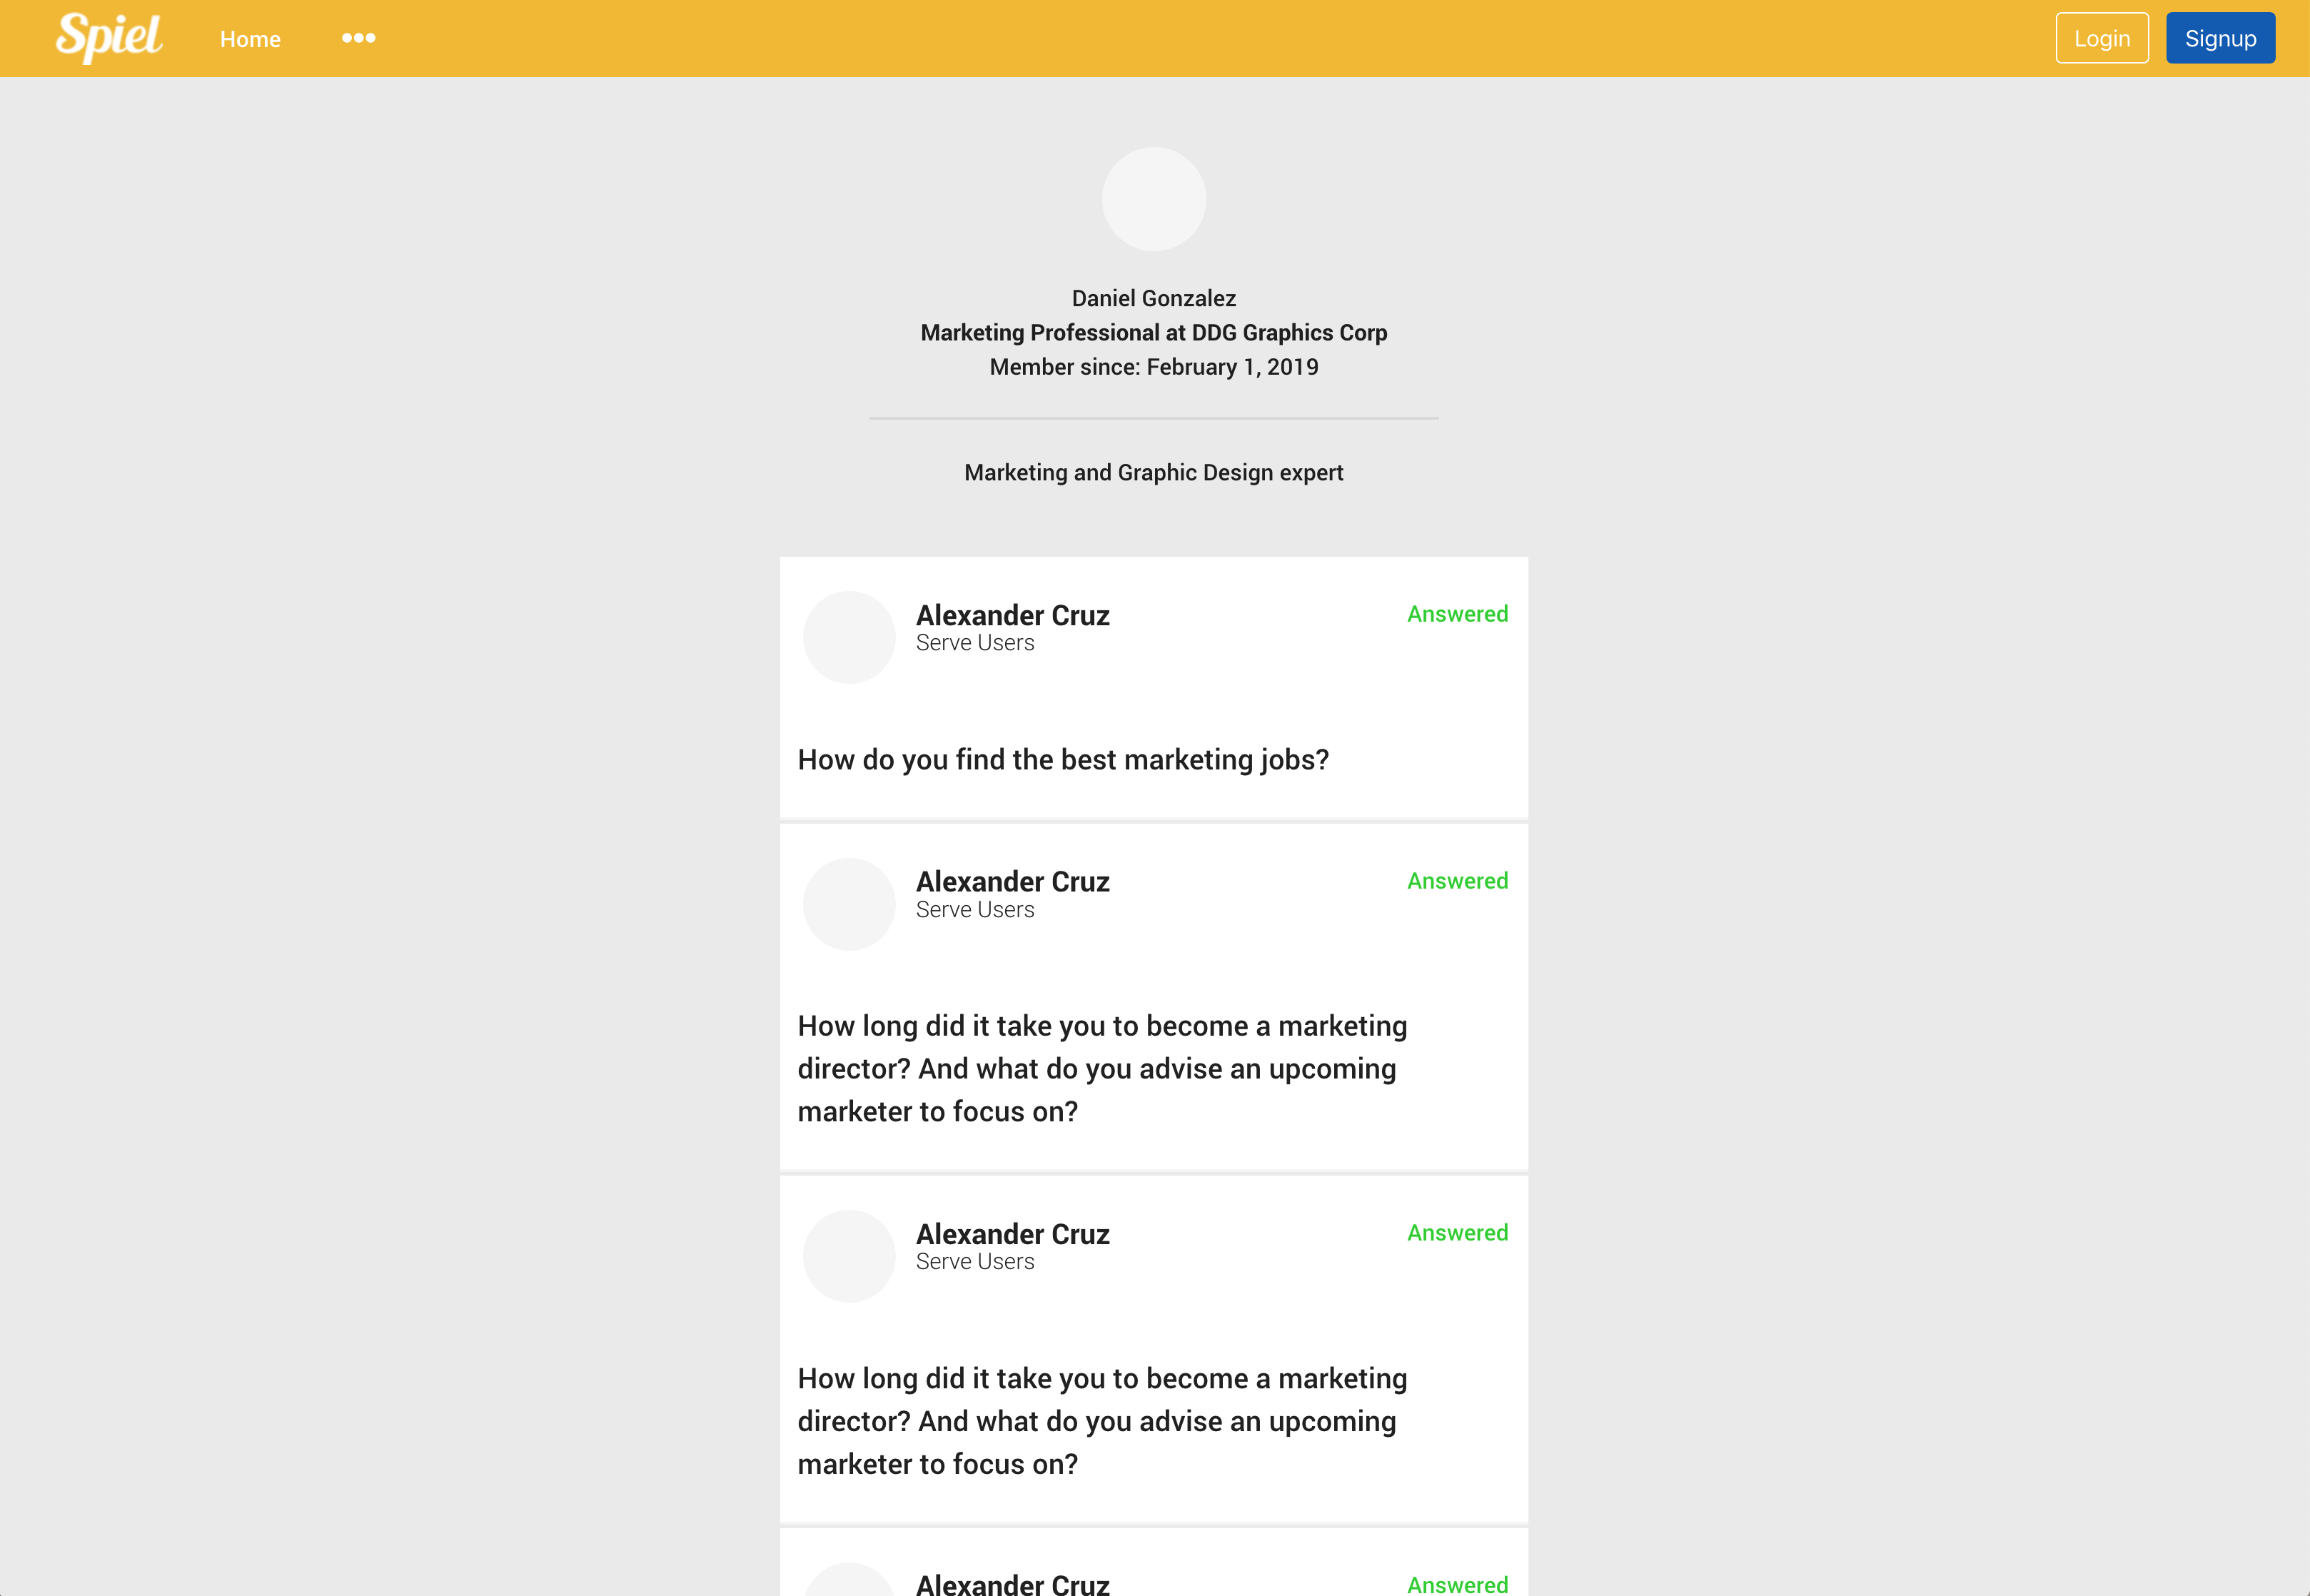 Spiel Home Login Signup
Daniel Gonzalez
Marketing Professional at DDG Graphics Corp
Member since: February 1, 2019
Marketing and Graphic Design expert
Alexander Cruz Answered
Serve Users
How do you find the best marketing jobs?
Alexander Cruz Answered
Serve Users
How long did it take you to become a marketing
director? And what do you advise an upcoming
marketer to focus on?
Alexander Cruz Answered
Serve Users
How long did it take you to become a marketing
director? And what do you advise an upcoming
marketer to focus on?
Alexander Cruz Answered